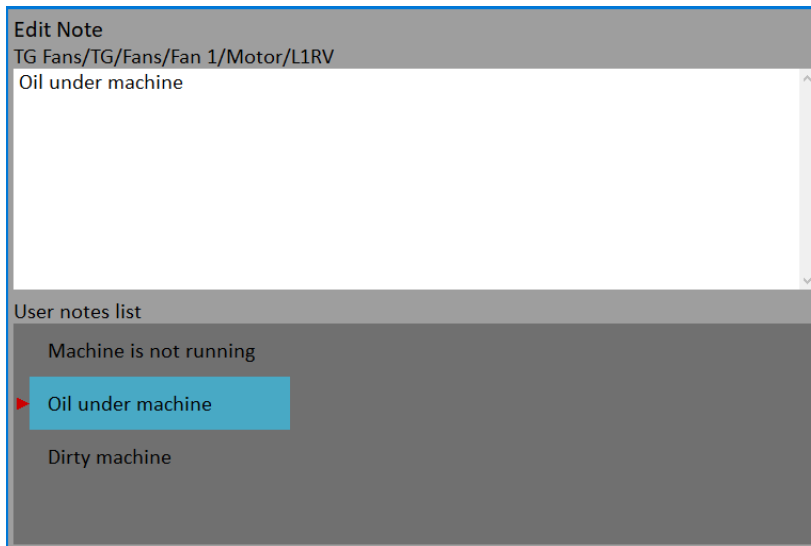 Edit Note
TG Fans/TG/Fans/Fan 1/Motor/L1RV
Oil under machine
User notes list
Machine is not running
Oil under machine
Dirty machine